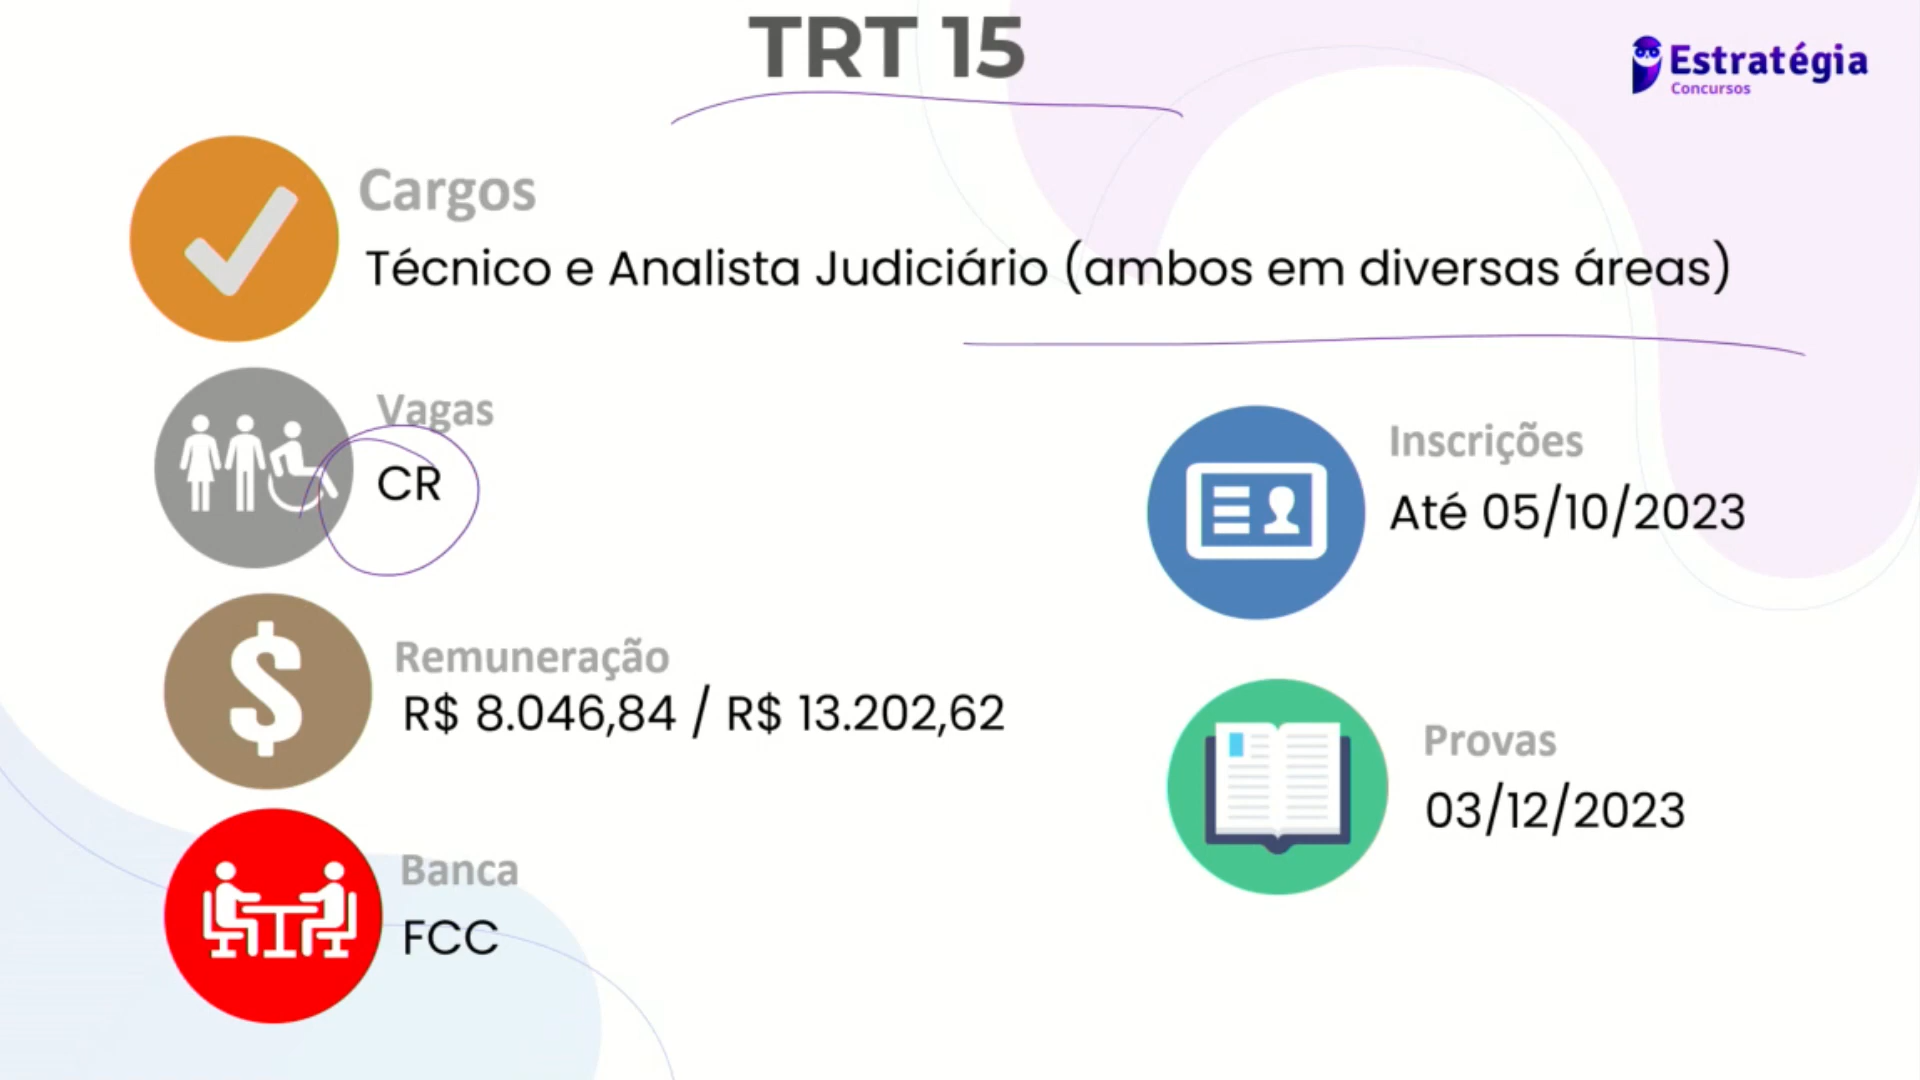 TRT 15
Estratégia
Concursos
Cargos
Técnico e Analista Judiciário (ambos em diversas áreas)
Vagas
CR
Inscrições
Até 05/10/2023
Remuneração
R$ 8.046,84 / R$ 13.202,62
Provas
03/12/2023
Banca
FCC